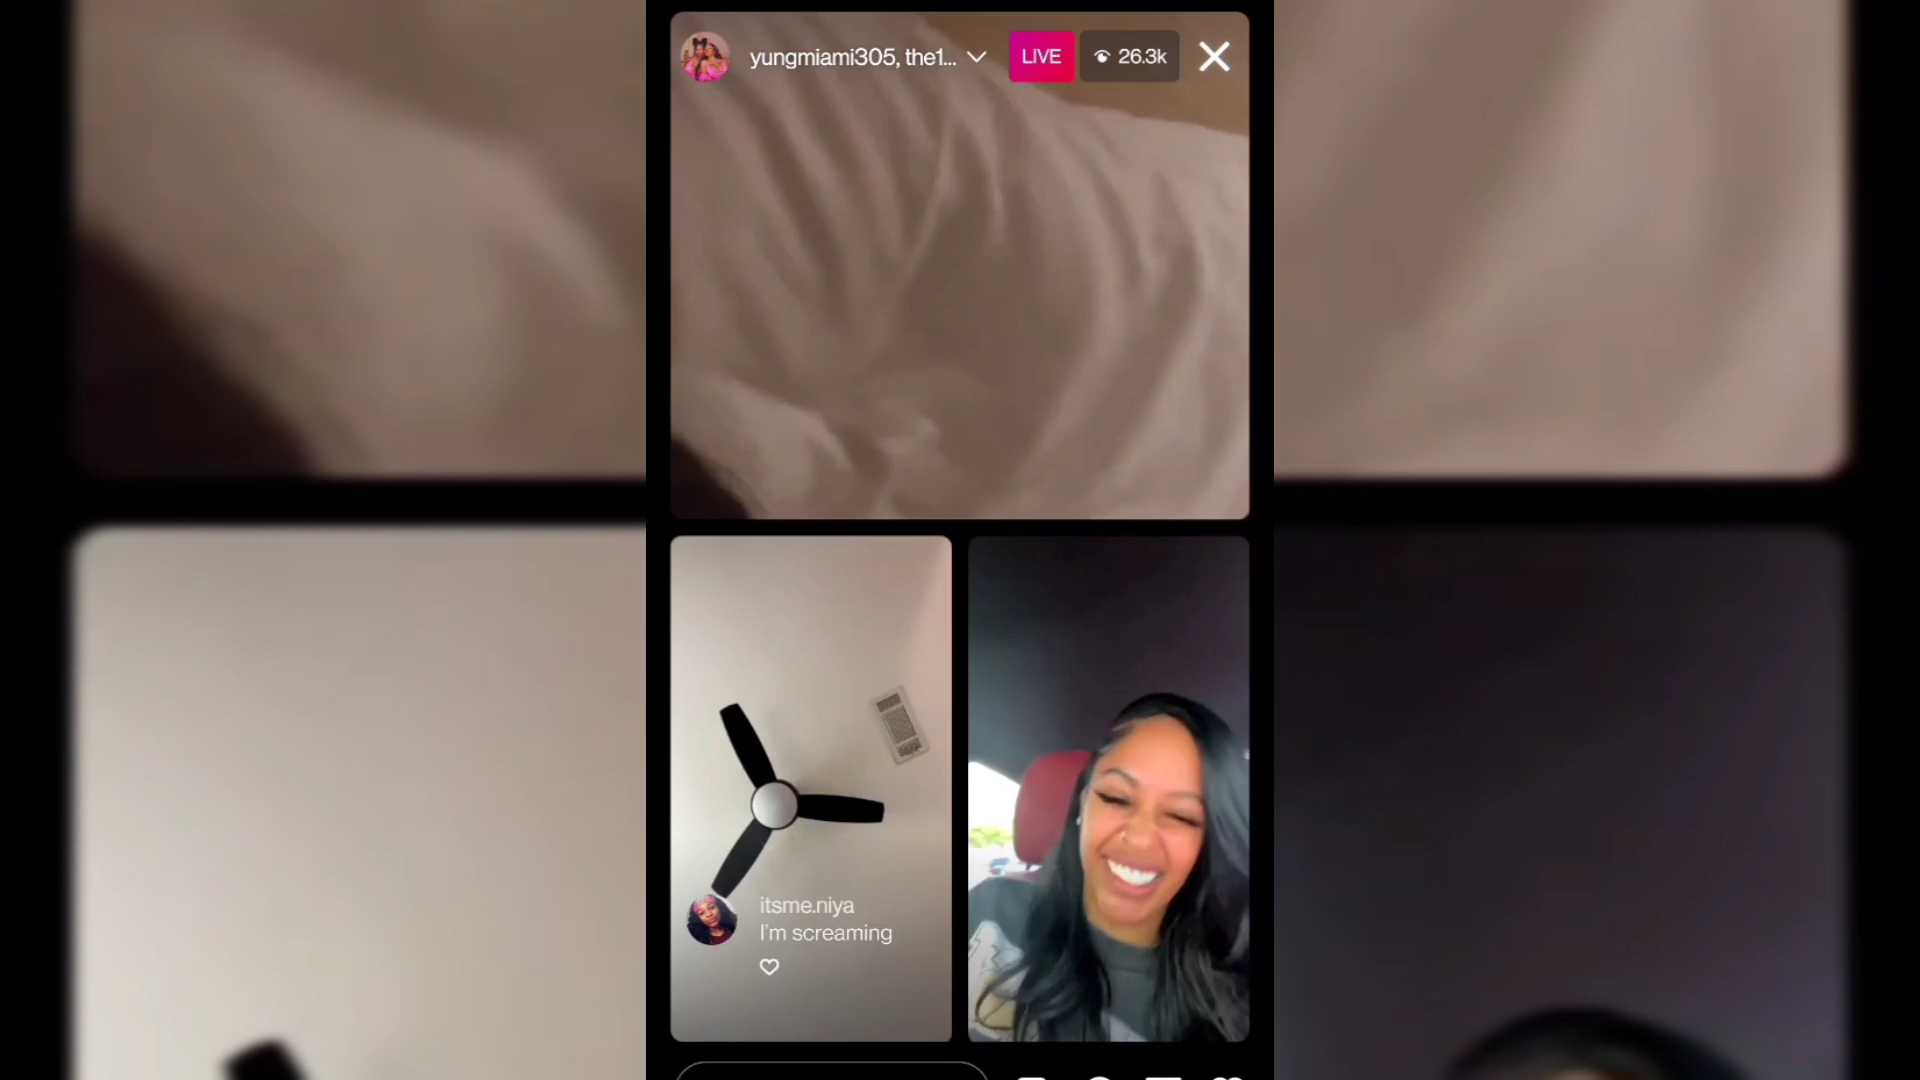 yungmiami305, the1...
LIVE
26.3k
itsme.niya
I'm screaming